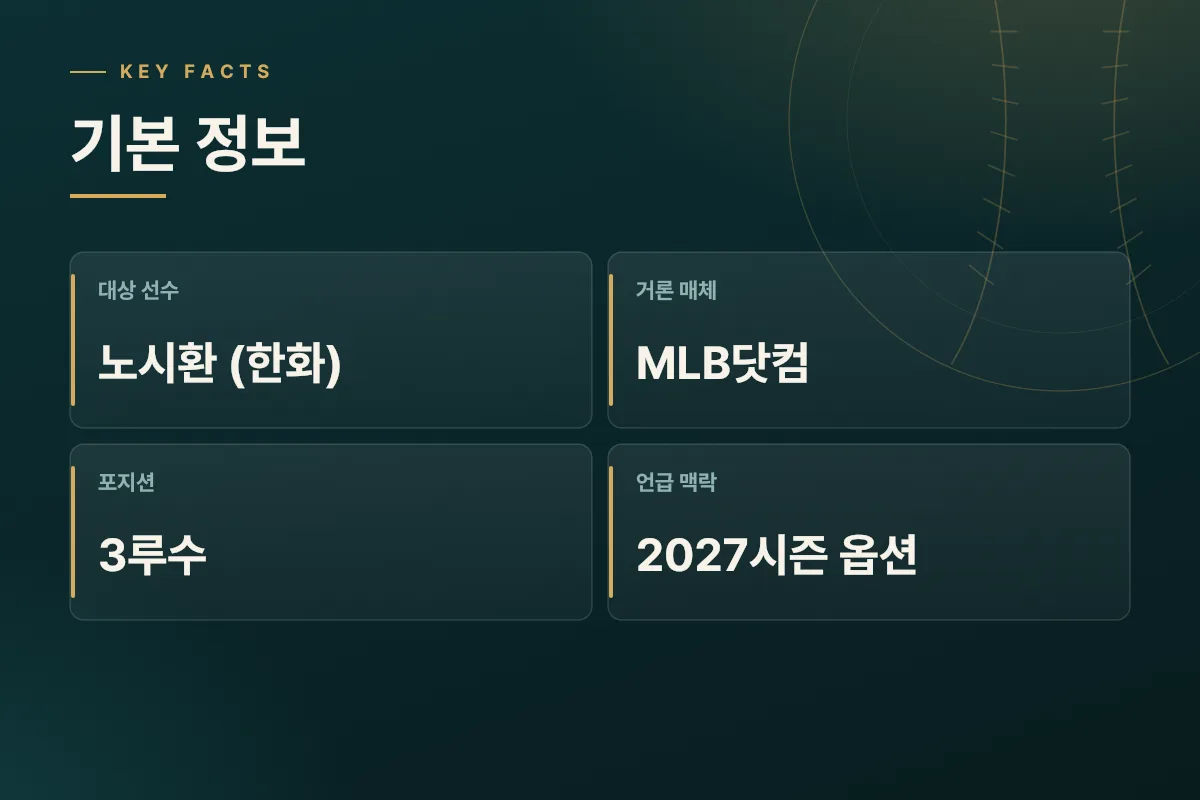 KEY FACTS
기본 정보
대상 선수
노시환 (한화)
거론 매체
MLB닷컴
포지션
3루수
언급 맥락
2027시즌 옵션